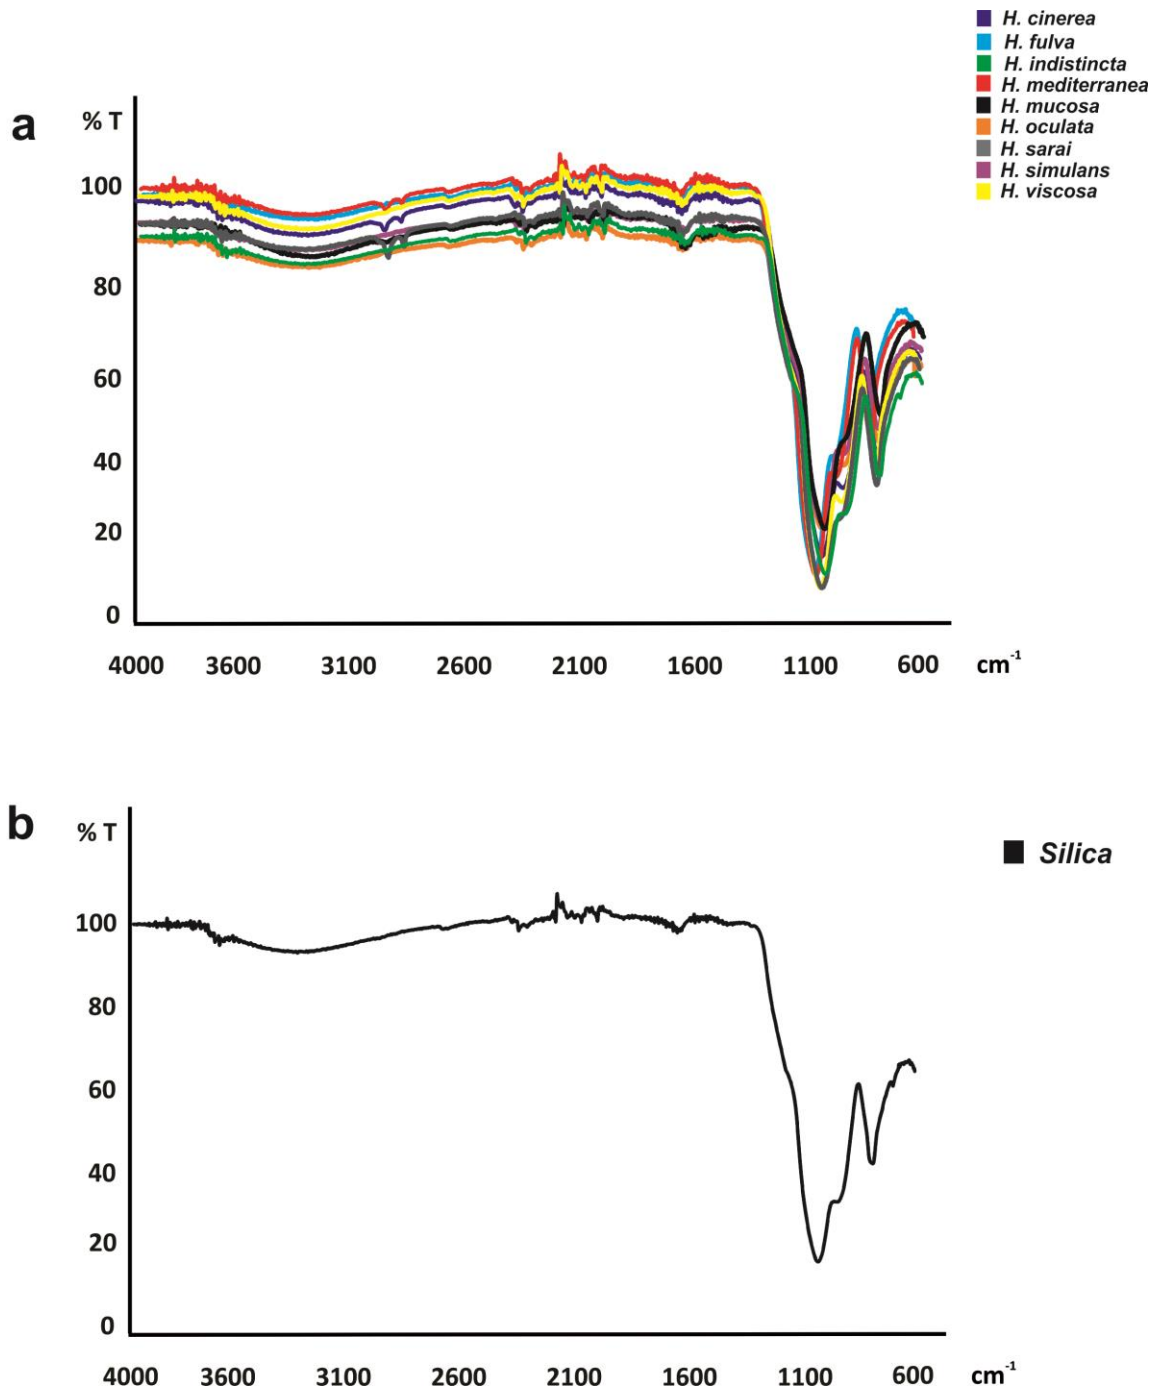 H. cinerea
H. fulva
H. indistincta
H. mediterranea
H. mucosa
H. oculata
H. sarai
H. simulans
H. viscosa
a
% T
100
80
60
40
20
0
4000 3600 3100 2600 2100 1600 1100 600 cm-1
b
% T
Silica
100
80
60
40
20
0
4000 3600 3100 2600 2100 1600 1100 600 cm-1